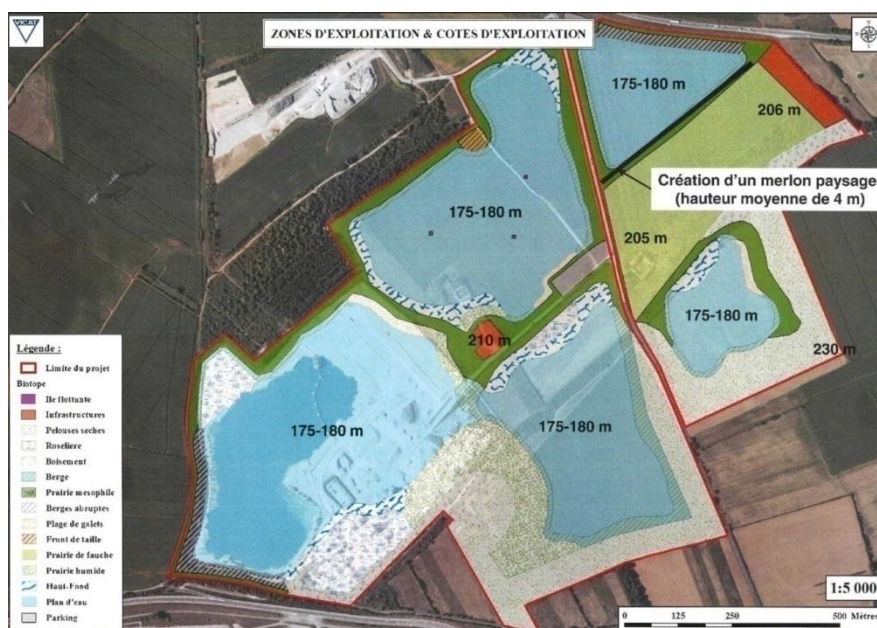 VICAT
ZONES D'EXPLOITATION & COTES D'EXPLOITATION
175-180 m
206 m
Création d'un merlon paysage
(hauteur moyenne de 4 m)
175-180 m
205 m
175-180 m
210 m
230 m
175-180 m
175-180 m
Légende :
Limite du projet
Biotope
Ile flottante
Infrastructures
Pelouses seches
Roseliere
Boisement
Berge
Prairie mesophile
Berges abruptes
Plage de galets
Front de taille
Prairie de fauche
Prairie humide
Haut-Fond
Plan d'eau
Parking
1:5 000
0 125 250 500 Mètres